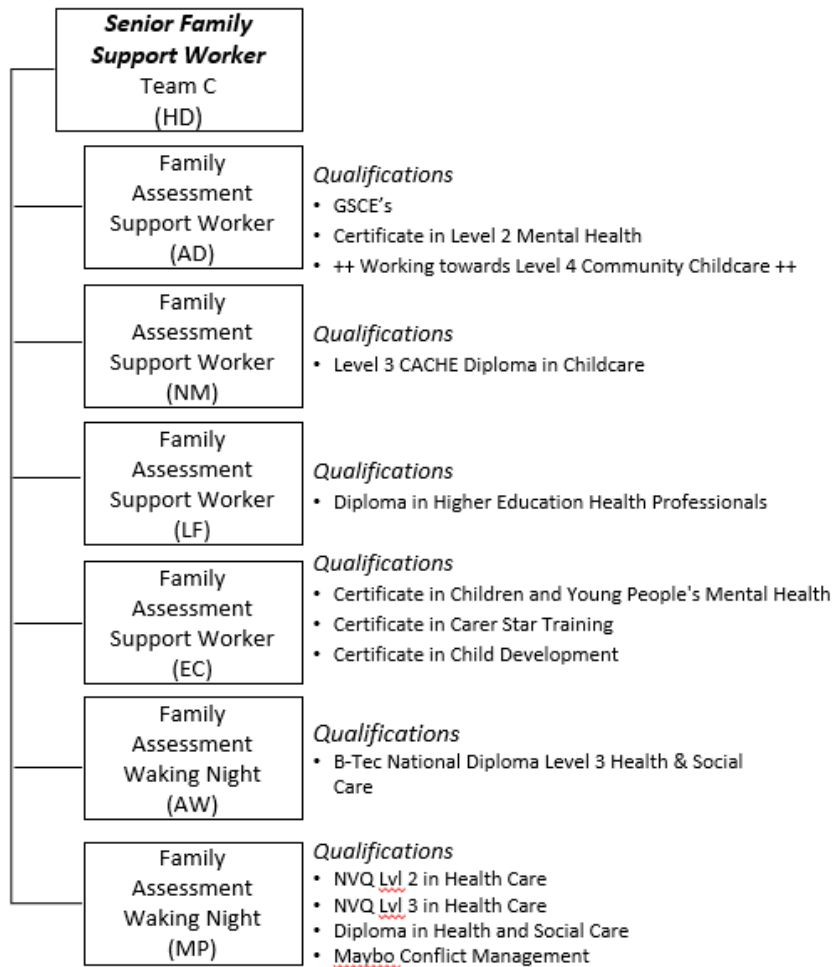 Senior Family
Support Worker
Team C
(HD)
Family
Assessment
Support Worker
(AD)
Qualifications
• GSCE’s
• Certificate in Level 2 Mental Health
• ++ Working towards Level 4 Community Childcare ++
Family
Assessment
Support Worker
(NM)
Qualifications
• Level 3 CACHE Diploma in Childcare
Family
Assessment
Support Worker
(LF)
Qualifications
• Diploma in Higher Education Health Professionals
Family
Assessment
Support Worker
(EC)
Qualifications
• Certificate in Children and Young People's Mental Health
• Certificate in Carer Star Training
• Certificate in Child Development
Family
Assessment
Waking Night
(AW)
Qualifications
• B-Tec National Diploma Level 3 Health & Social
Care
Family
Assessment
Waking Night
(MP)
Qualifications
• NVQ Lvl 2 in Health Care
• NVQ Lvl 3 in Health Care
• Diploma in Health and Social Care
• Maybo Conflict Management